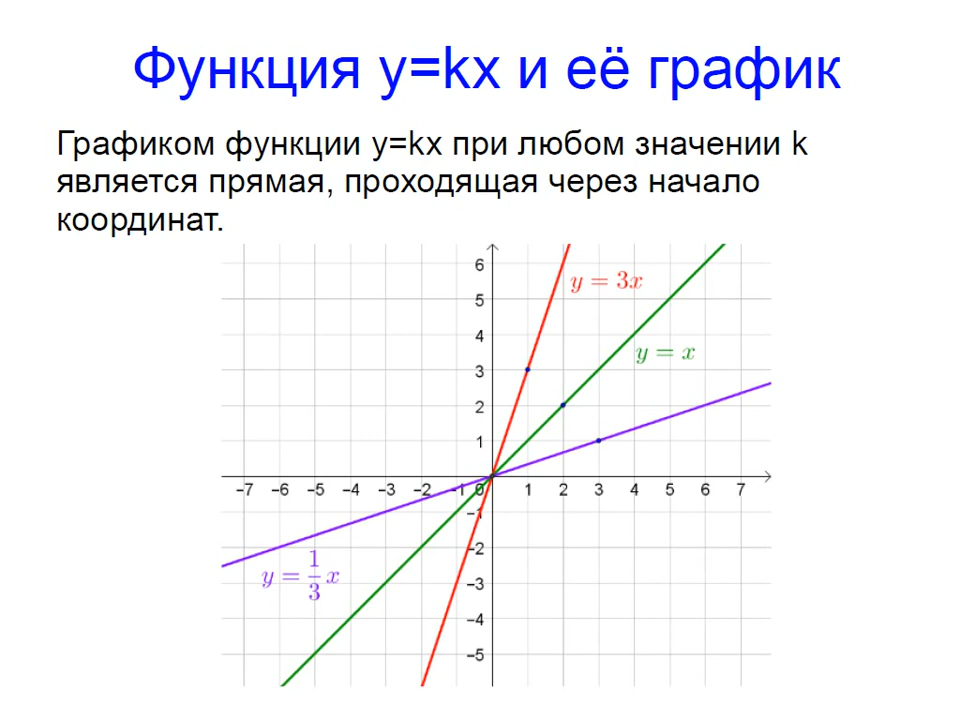 Функция y=kx и её график
Графиком функции y=kx при любом значении k
является прямая, проходящая через начало
координат.
6
y = 3x
5
4
y = x
3
2
1
−7 −6 −5 −4 −3 −2 −1 0 1 2 3 4 5 6 7
−1
−2
y = 1/3 x
−3
−4
−5